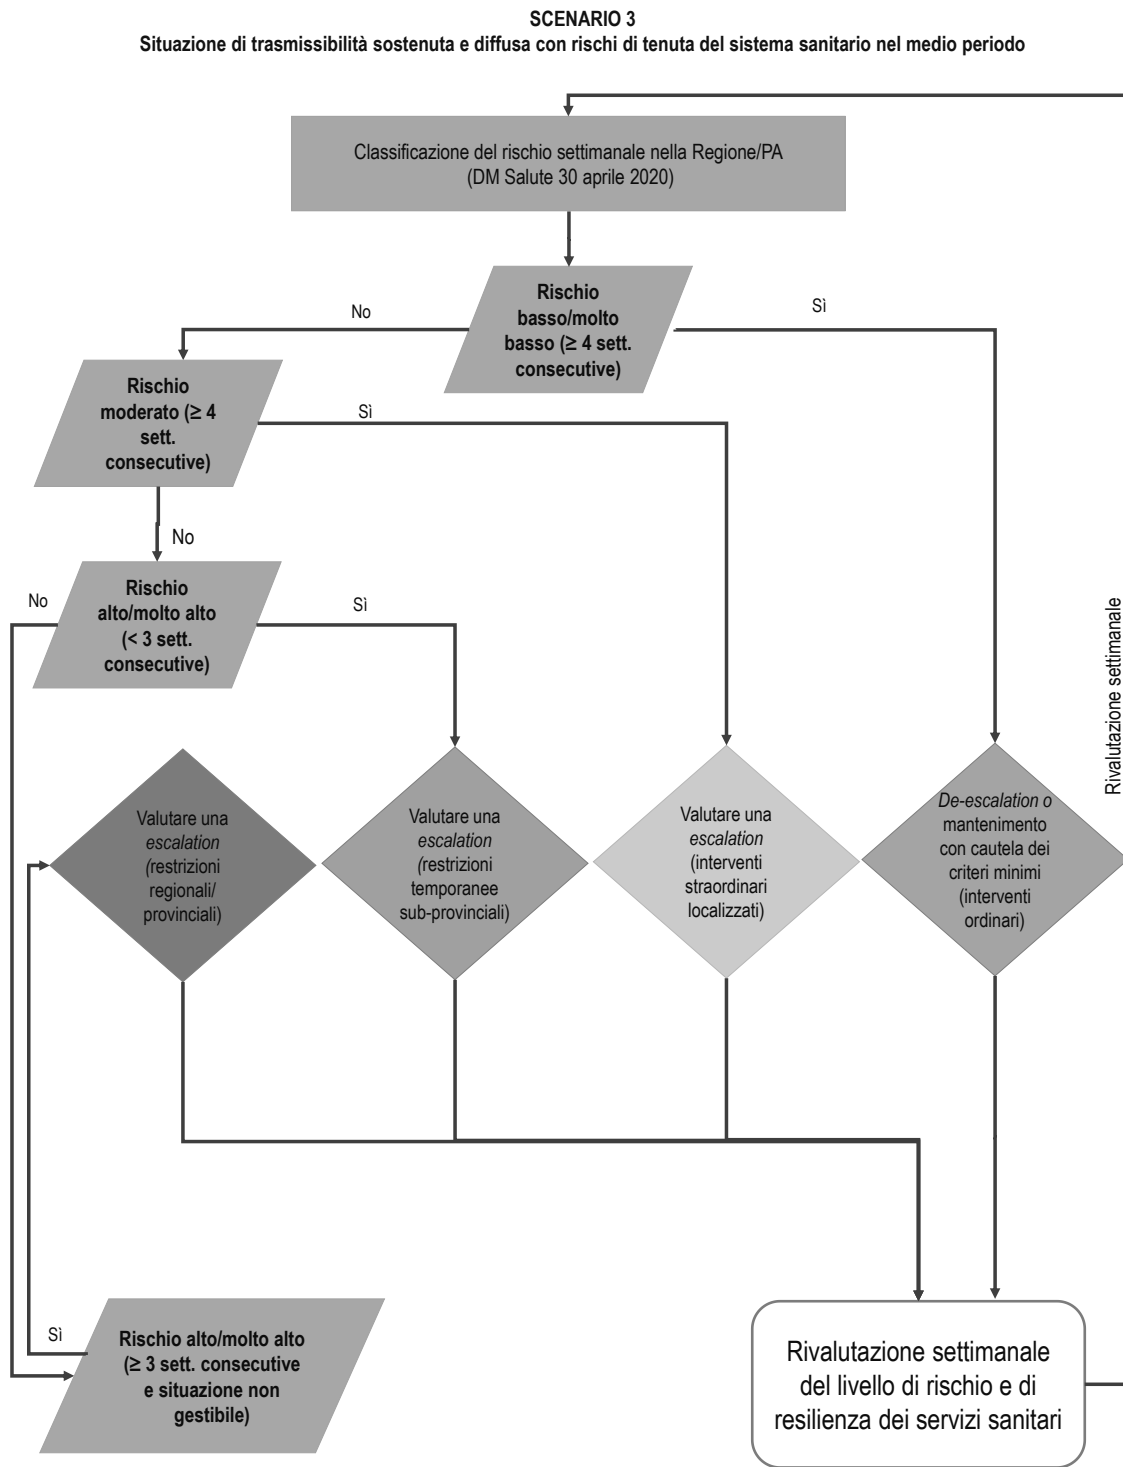 SCENARIO 3
Situazione di trasmissibilità sostenuta e diffusa con rischi di tenuta del sistema sanitario nel medio periodo
Classificazione del rischio settimanale nella Regione/PA
(DM Salute 30 aprile 2020)
Rischio
basso/molto
basso (≥ 4 sett.
consecutive)
No
Sì
Rischio
moderato (≥ 4
sett.
consecutive)
Sì
No
Rischio
alto/molto alto
(< 3 sett.
consecutive)
No
Sì
Rivalutazione settimanale
Valutare una
escalation
(restrizioni
regionali/
provinciali)
Valutare una
escalation
(restrizioni
temporanee
sub-provinciali)
Valutare una
escalation
(interventi
straordinari
localizzati)
De-escalation o
mantenimento
con cautela dei
criteri minimi
(interventi
ordinari)
Sì
Rischio alto/molto alto
(≥ 3 sett. consecutive
e situazione non
gestibile)
Rivalutazione settimanale
del livello di rischio e di
resilienza dei servizi sanitari